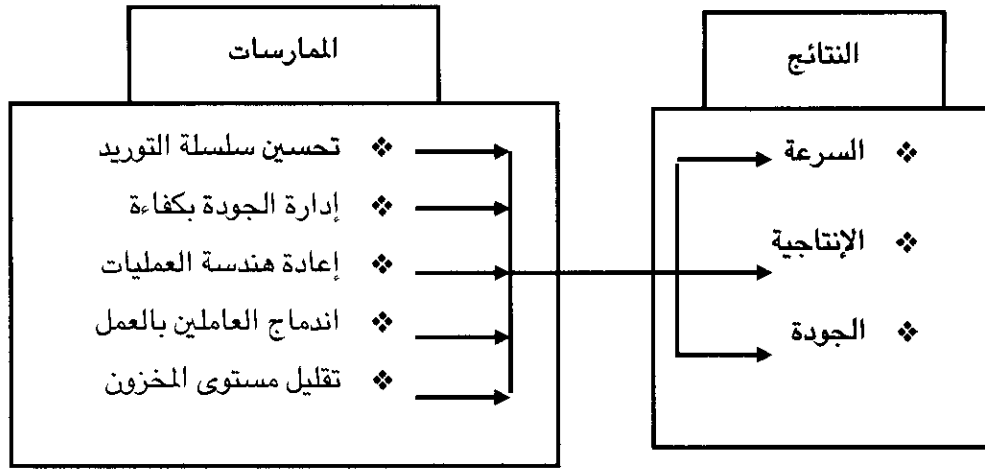 الممارسات
❖ تحسين سلسلة التوريد
❖ إدارة الجودة بكفاءة
❖ إعادة هندسة العمليات
❖ اندماج العاملين بالعمل
❖ تقليل مستوى المخزون
النتائج
❖ السرعة
❖ الإنتاجية
❖ الجودة